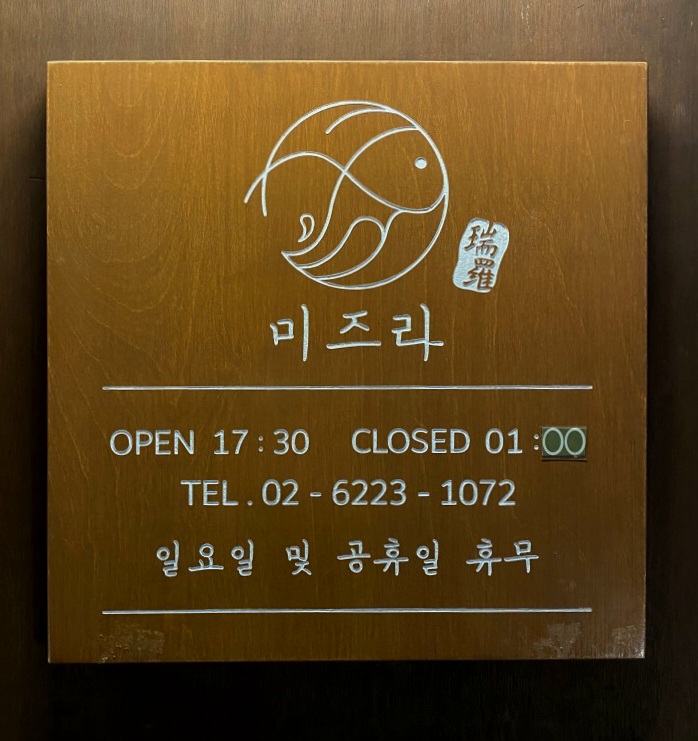 瑞羅
미즈라
OPEN 17:30 CLOSED 01:00
TEL.02-6223-1072
일요일 및 공휴일 휴무